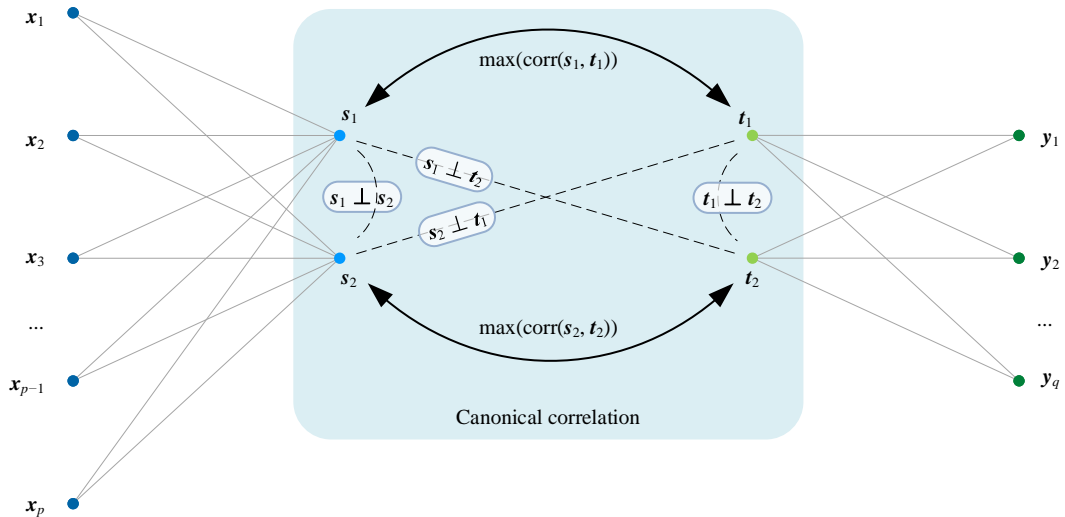 x₁
max(corr(s₁, t₁))
s₁
t₁
x₂
y₁
s₁ ⊥ t₂
s₁ ⊥ s₂
t₁ ⊥ t₂
s₂ ⊥ t₁
x₃
y₂
s₂
t₂
...
...
max(corr(s₂, t₂))
xₚ₋₁
y_q
Canonical correlation
xₚ